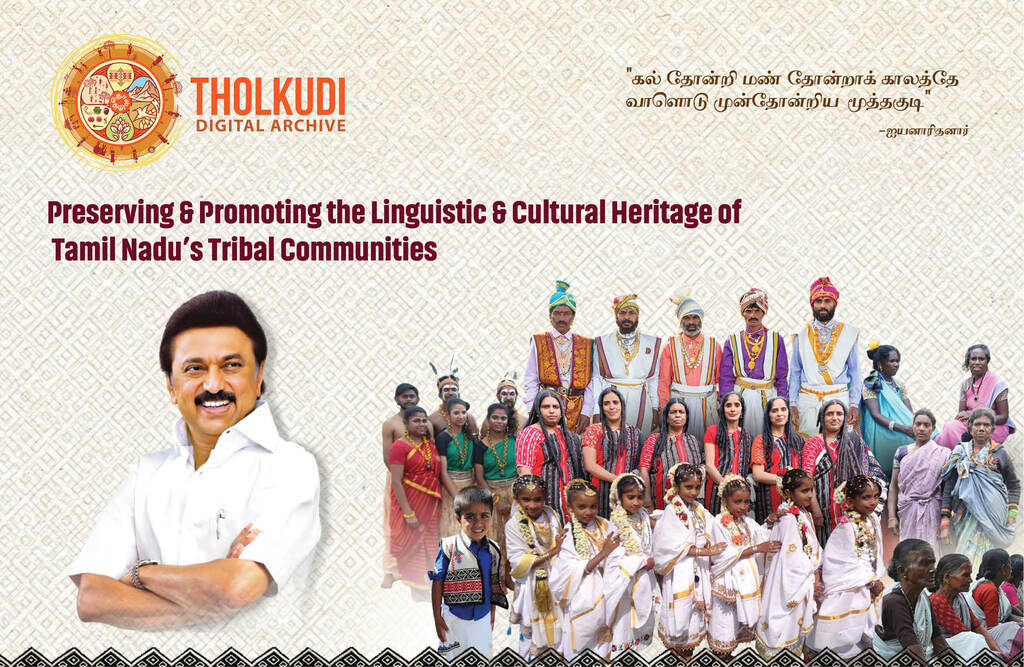 THOLKUDI
DIGITAL ARCHIVE
"கல் தோன்றி மண் தோன்றாக் காலத்தே
வாளொடு முன்தோன்றிய மூத்தகுடி"
-ஐயனாரிதனார்
Preserving & Promoting the Linguistic & Cultural Heritage of
Tamil Nadu's Tribal Communities